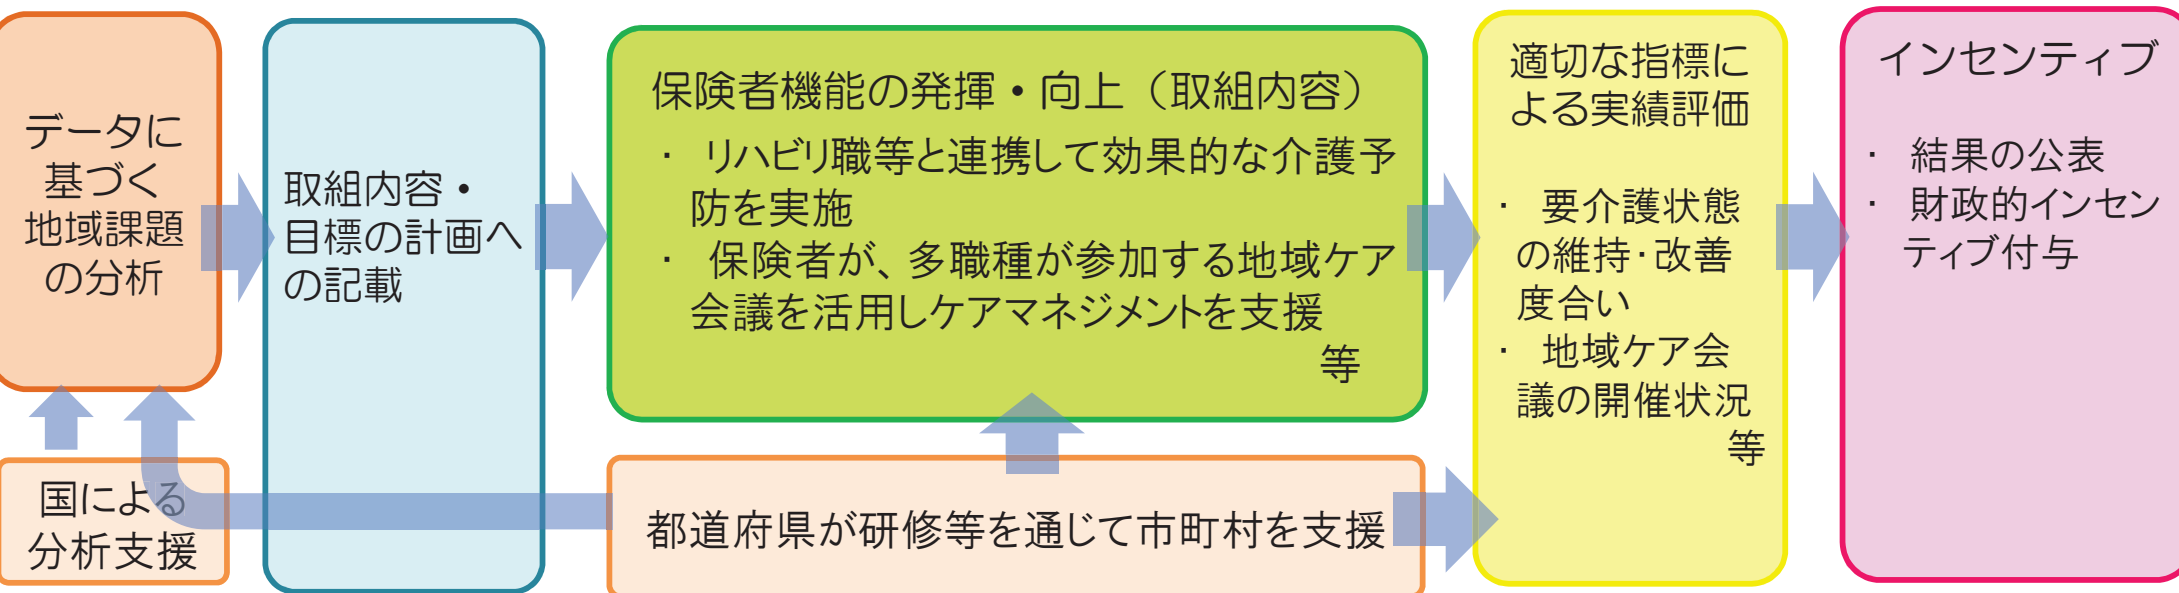 データに
基づく
地域課題
の分析
国による
分析支援
取組内容・
目標の計画へ
の記載
保険者機能の発揮・向上（取組内容）
・ リハビリ職等と連携して効果的な介護予
防を実施
・ 保険者が、多職種が参加する地域ケア
会議を活用しケアマネジメントを支援
等
都道府県が研修等を通じて市町村を支援
適切な指標に
よる実績評価
・ 要介護状態
の維持・改善
度合い
・ 地域ケア会
議の開催状況
等
インセンティブ
・ 結果の公表
・ 財政的インセン
ティブ付与